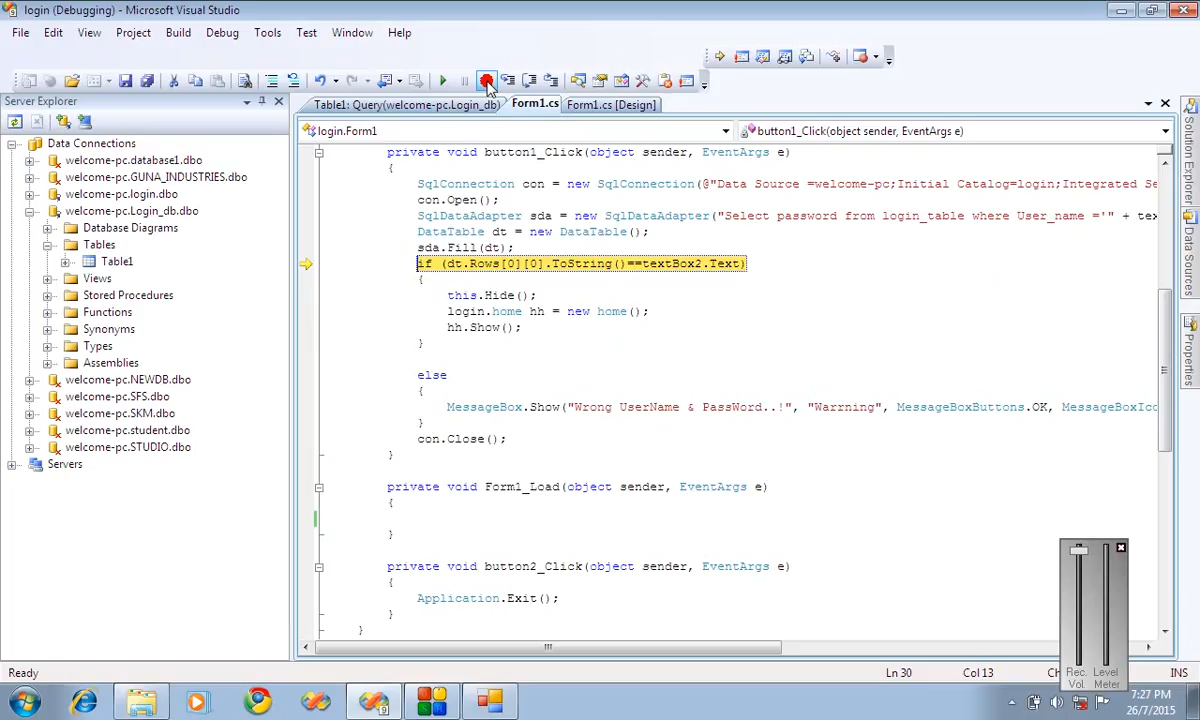 login (Debugging) - Microsoft Visual Studio
File Edit View Project Build Debug Tools Test Window Help
Server Explorer
Table1: Query(welcome-pc.Login_db) Form1.cs Form1.cs [Design]
login.Form1 button1_Click(object sender, EventArgs e)
Data Connections
welcome-pc.database1.dbo
welcome-pc.GUNA_INDUSTRIES.dbo
welcome-pc.login.dbo
welcome-pc.Login_db.dbo
Database Diagrams
Tables
Table1
Views
Stored Procedures
Functions
Synonyms
Types
Assemblies
welcome-pc.NEWDB.dbo
welcome-pc.SFS.dbo
welcome-pc.SKM.dbo
welcome-pc.student.dbo
welcome-pc.STUDIO.dbo
Servers
private void button1_Click(object sender, EventArgs e)
{
SqlConnection con = new SqlConnection(@"Data Source =welcome-pc;Initial Catalog=login;Integrated Se
con.Open();
SqlDataAdapter sda = new SqlDataAdapter("Select password from login_table where User_name ='" + tex
DataTable dt = new DataTable();
sda.Fill(dt);
if (dt.Rows[0][0].ToString()==textBox2.Text)
{
this.Hide();
login.home hh = new home();
hh.Show();
}
else
{
MessageBox.Show("Wrong UserName & PassWord..!", "Warrning", MessageBoxButtons.OK, MessageBoxIco
}
con.Close();
}
private void Form1_Load(object sender, EventArgs e)
{
}
private void button2_Click(object sender, EventArgs e)
{
Application.Exit();
}
}
Solution Explorer
Data Sources
Properties
Rec. Vol.
Level Meter
Ready Ln 30 Col 13 INS
7:27 PM
26/7/2015